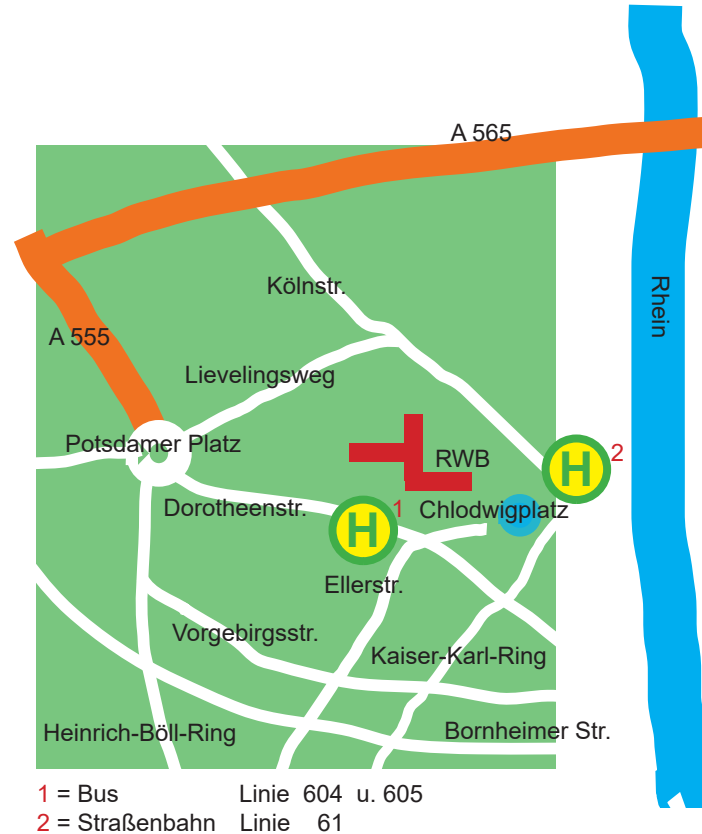 A 565
Kölnstr.
Rhein
A 555
Lievelingsweg
Potsdamer Platz
RWB
H 2
Dorotheenstr.
H 1
Chlodwigplatz
Ellerstr.
Vorgebirgsstr.
Kaiser-Karl-Ring
Heinrich-Böll-Ring
Bornheimer Str.
1 = Bus Linie 604 u. 605
2 = Straßenbahn Linie 61